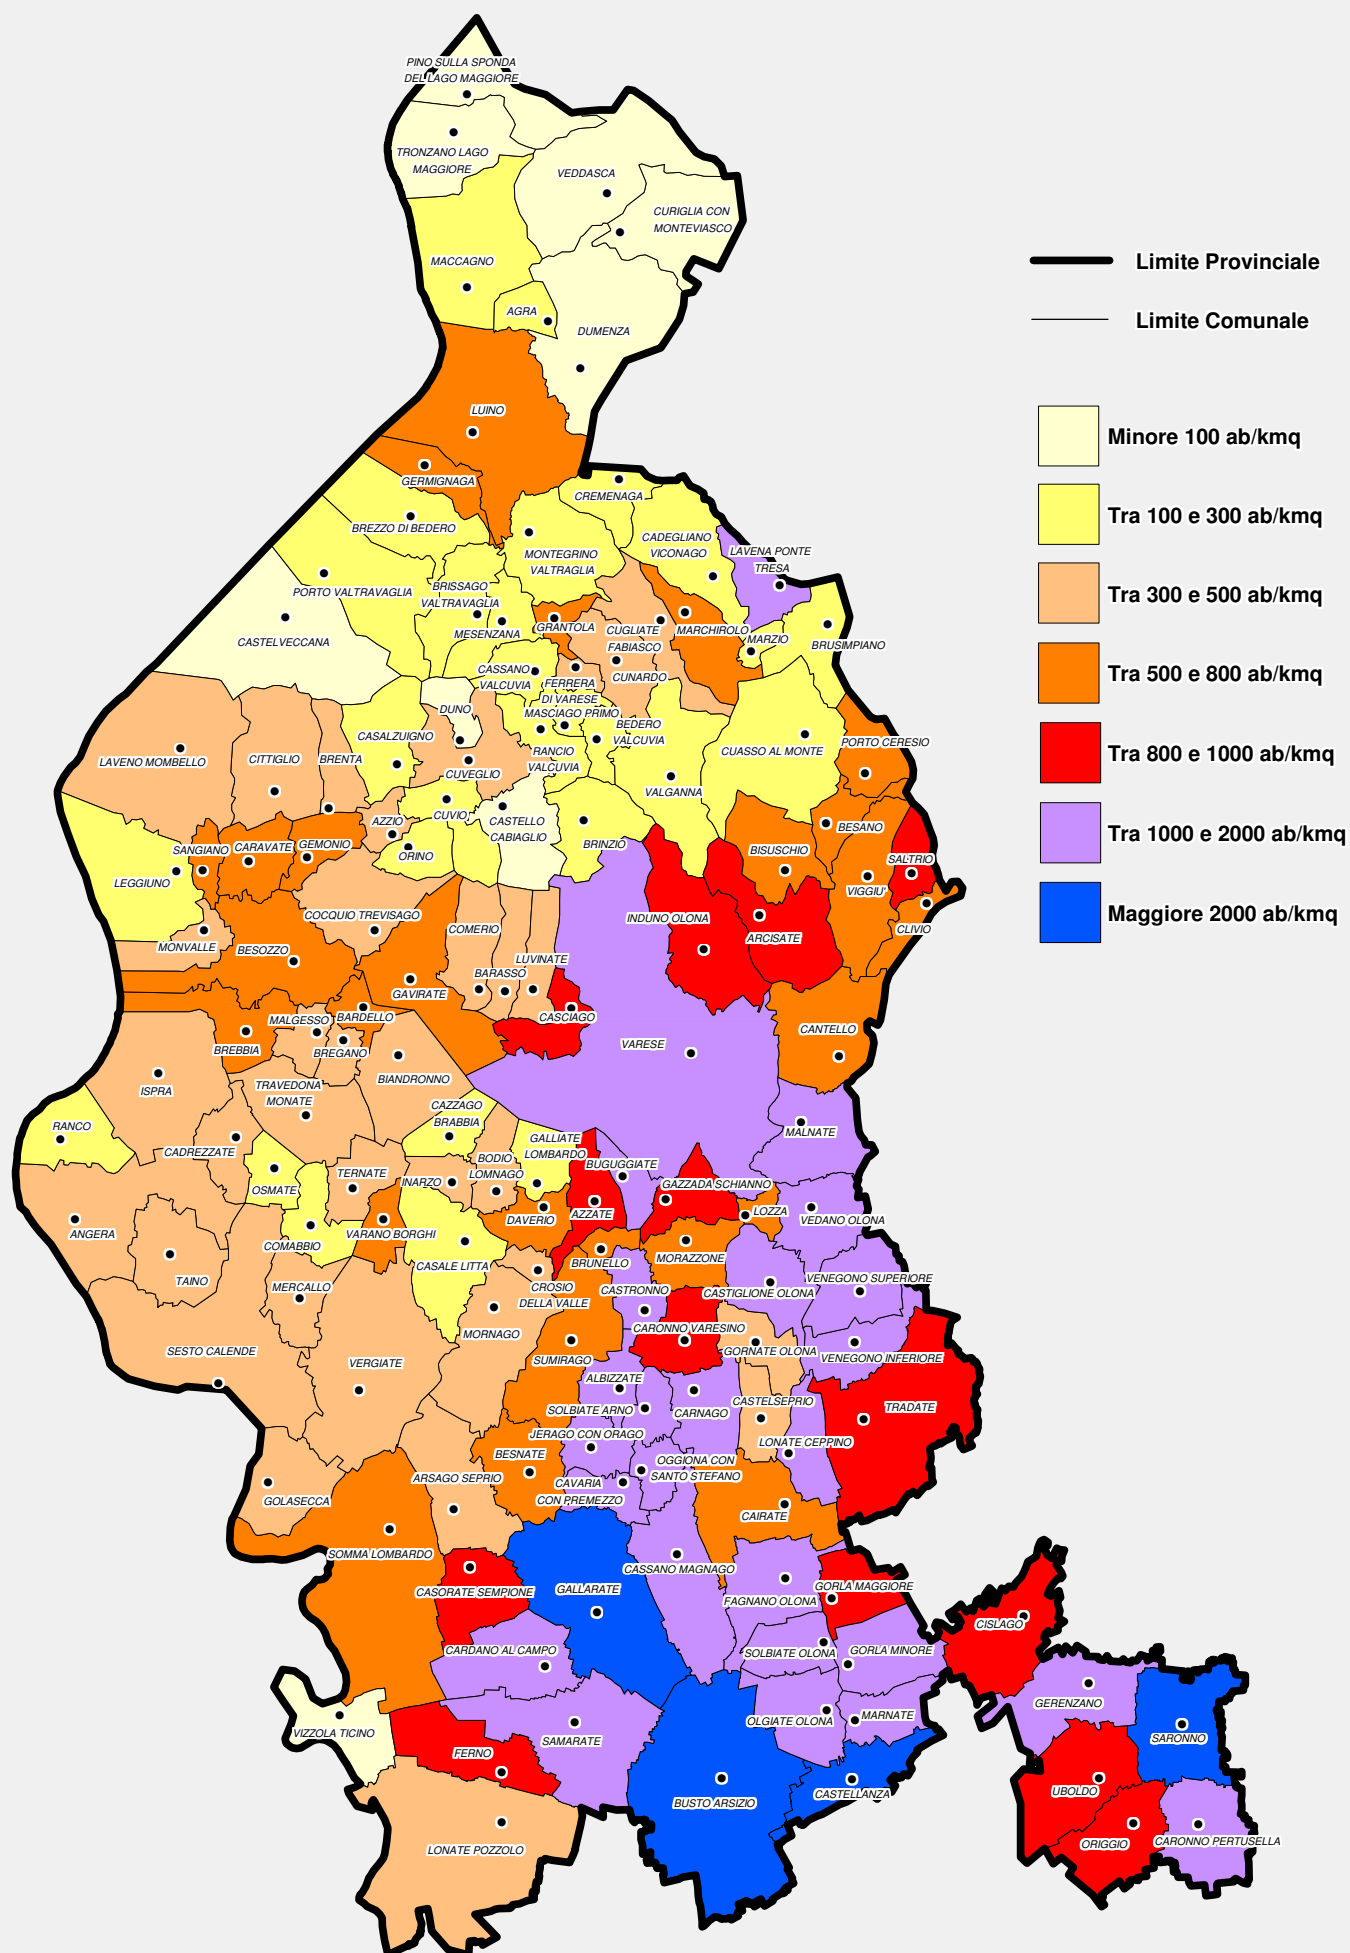 PINO SULLA SPONDA
DEL LAGO MAGGIORE
TRONZANO LAGO
MAGGIORE
VEDDASCA
CURIGLIA CON
MONTEVIASCO
MACCAGNO
AGRA
DUMENZA
Limite Provinciale
Limite Comunale
Minore 100 ab/kmq
Tra 100 e 300 ab/kmq
Tra 300 e 500 ab/kmq
Tra 500 e 800 ab/kmq
Tra 800 e 1000 ab/kmq
Tra 1000 e 2000 ab/kmq
Maggiore 2000 ab/kmq
LUINO
GERMIGNAGA
CREMENAGA
BREZZO DI BEDERO
MONTEGRINO
VALTRAGLIA
CADEGLIANO
VICONAGO
LAVENA PONTE
TRESA
PORTO VALTRAVAGLIA
BRISSAGO
VALTRAVAGLIA
MESENZANA
GRANTOLA
CUGLIATE
FABIASCO
MARCHIROLO
MARZIO
BRUSIMPIANO
CASTELVECCANA
CASSANO
VALCUVIA
FERRERA
DI VARESE
CUNARDO
MASCIAGO PRIMO
DUNO
BEDERO
VALCUVIA
CASALZUIGNO
RANCIO
VALCUVIA
CUASSO AL MONTE
PORTO CERESIO
LAVENO MOMBELLO
CITTIGLIO
BRENTA
CUVEGLIO
VALGANNA
CUVIO
CASTELLO
CABIAGLIO
AZZIO
ORINO
BRINZIO
BESANO
BISUSCHIO
SALTRIO
VIGGIU'
CLIVIO
SANGIANO
CARAVATE
GEMONIO
LEGGIUNO
COCQUIO TREVISAGO
COMERIO
INDUNO OLONA
ARCISATE
MONVALLE
BESOZZO
LUVINATE
BARASSO
GAVIRATE
CASCIAGO
MALGESSO
BARDELLO
BREBBIA
BREGANO
VARESE
CANTELLO
BIANDRONNO
ISPRA
TRAVEDONA
MONATE
CAZZAGO
BRABBIA
RANCO
CADREZZATE
GALLIATE
LOMBARDO
MALNATE
BODIO
LOMNAGO
BUGUGGIATE
OSMATE
TERNATE
INARZO
GAZZADA SCHIANNO
ANGERA
COMABBIO
VARANO BORGHI
DAVERIO
AZZATE
LOZZA
VEDANO OLONA
TAINO
CASALE LITTA
BRUNELLO
MORAZZONE
MERCALLO
CROSIO
DELLA VALLE
CASTRONNO
CASTIGLIONE OLONA
VENEGONO SUPERIORE
SESTO CALENDE
VERGIATE
MORNAGO
SUMIRAGO
CARONNO VARESINO
GORNATE OLONA
VENEGONO INFERIORE
ALBIZZATE
SOLBIATE ARNO
CARNAGO
CASTELSEPRIO
TRADATE
JERAGO CON ORAGO
LONATE CEPPINO
BESNATE
OGGIONA CON
SANTO STEFANO
ARSAGO SEPRIO
CAVARIA
CON PREMEZZO
GOLASECCA
CAIRATE
SOMMA LOMBARDO
CASSANO MAGNAGO
CASORATE SEMPIONE
GALLARATE
FAGNANO OLONA
GORLA MAGGIORE
CISLAGO
CARDANO AL CAMPO
SOLBIATE OLONA
GORLA MINORE
GERENZANO
VIZZOLA TICINO
OLGIATE OLONA
MARNATE
SAMARATE
SARONNO
FERNO
BUSTO ARSIZIO
CASTELLANZA
UBOLDO
LONATE POZZOLO
ORIGGIO
CARONNO PERTUSELLA